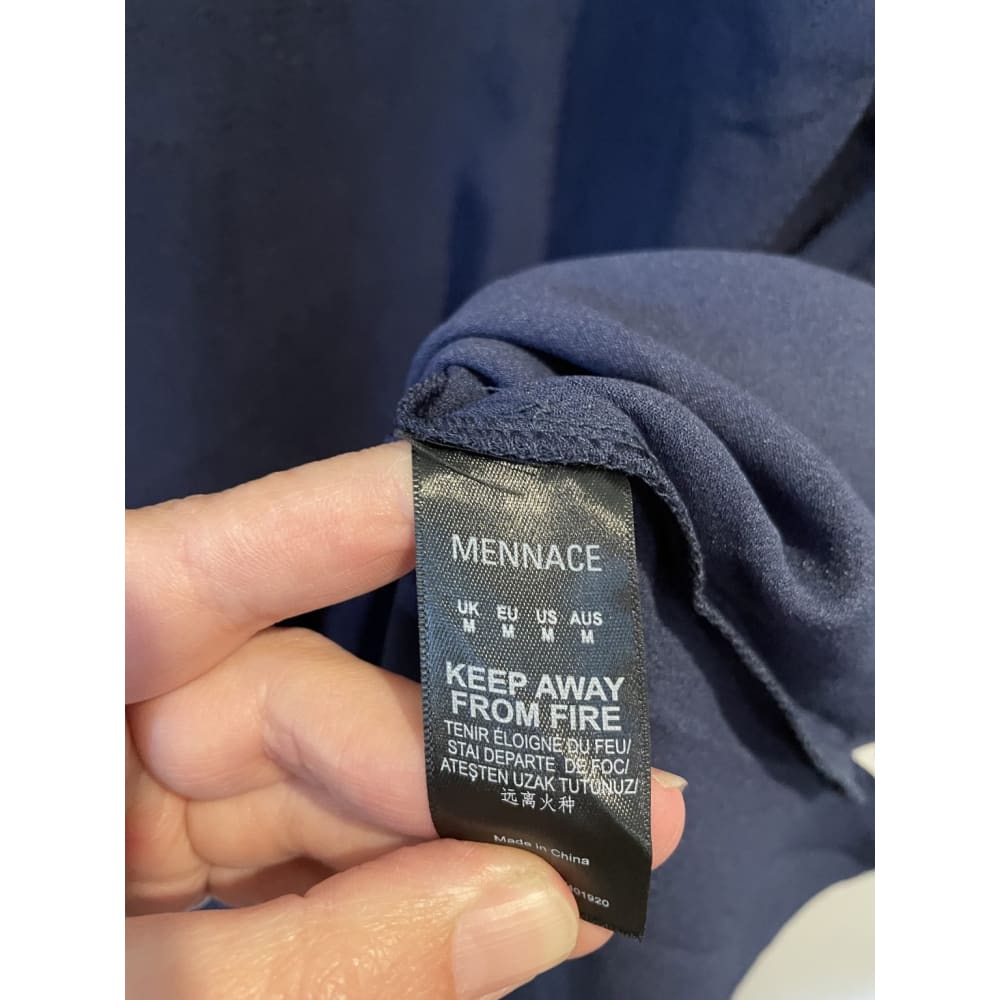 MENNACE
UK EU US AUS
M M M M
KEEP AWAY
FROM FIRE
TENIR ÉLOIGNE DU FEU/
STAI DEPARTE DE FOC/
ATEŞTEN UZAK TUTUNUZ/
远离火种
Made in China